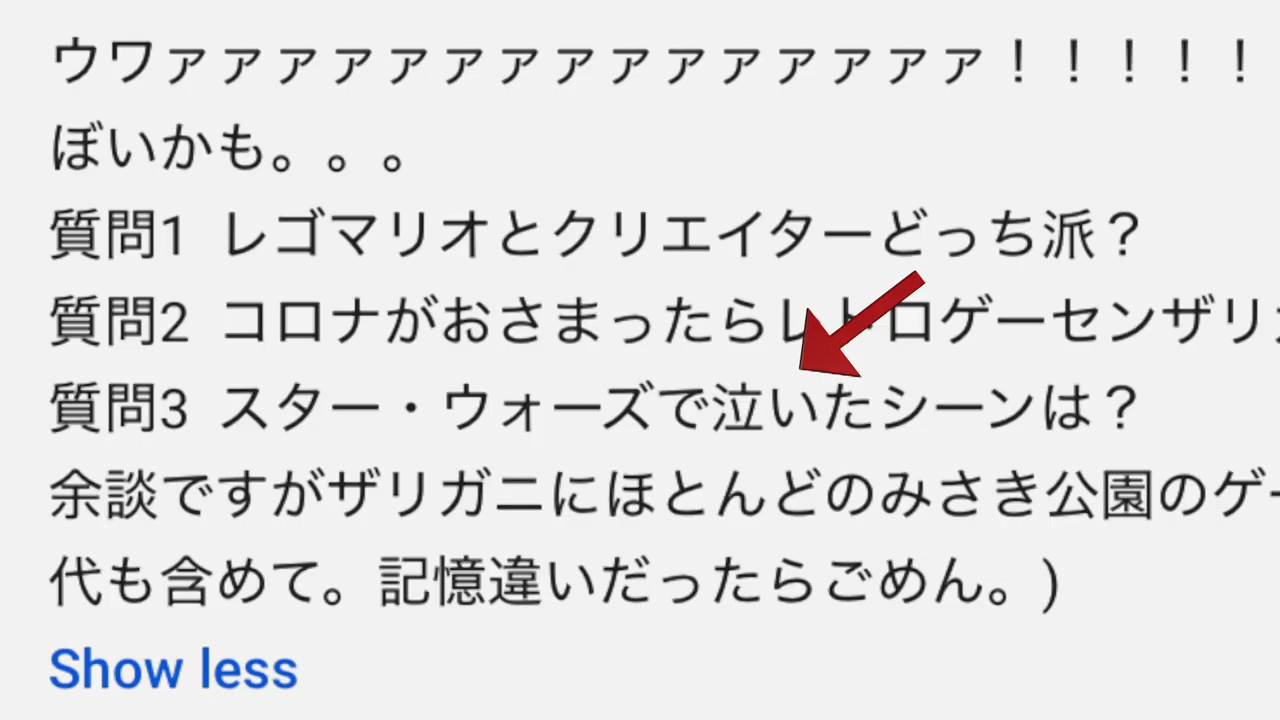 ウワァァァァァァァァァァァァァァァ！！！！！
ぼいかも。。。
質問1 レゴマリオとクリエイターどっち派？
質問2 コロナがおさまったらレトロゲーセンザリ
質問3 スター・ウォーズで泣いたシーンは？
余談ですがザリガニにほとんどのみさき公園のゲー
代も含めて。記憶違いだったらごめん。)
Show less